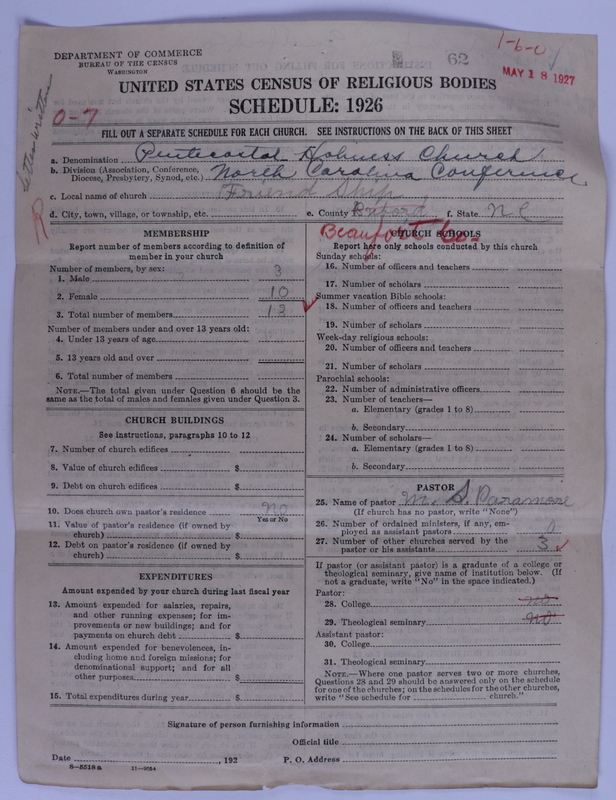 DEPARTMENT OF COMMERCE
BUREAU OF THE CENSUS
WASHINGTON
62
1-6-0
MAY 18 1927
UNITED STATES CENSUS OF RELIGIOUS BODIES
SCHEDULE: 1926
0-7
FILL OUT A SEPARATE SCHEDULE FOR EACH CHURCH. SEE INSTRUCTIONS ON THE BACK OF THIS SHEET
a. Denomination Pentecostal Holiness Church
b. Division (Association, Conference, Diocese, Presbytery, Synod, etc.) North Carolina Conference
c. Local name of church Friend Ship
d. City, town, village, or township, etc. e. County f. State N C
Beaufort Co.
MEMBERSHIP
Report number of members according to definition of member in your church
Number of members, by sex:
1. Male 3
2. Female 10
3. Total number of members 13
Number of members under and over 13 years old:
4. Under 13 years of age
5. 13 years old and over
6. Total number of members
NOTE.—The total given under Question 6 should be the same as the total of males and females given under Question 3.
CHURCH BUILDINGS
See instructions, paragraphs 10 to 12
7. Number of church edifices
8. Value of church edifices $
9. Debt on church edifices $
10. Does church own pastor's residence no
Yes or No
11. Value of pastor's residence (if owned by church) $
12. Debt on pastor's residence (if owned by church) $
EXPENDITURES
Amount expended by your church during last fiscal year
13. Amount expended for salaries, repairs, and other running expenses; for improvements or new buildings; and for payments on church debt $
14. Amount expended for benevolences, including home and foreign missions; for denominational support; and for all other purposes $
15. Total expenditures during year $
CHURCH SCHOOLS
Report here only schools conducted by this church
Sunday schools:
16. Number of officers and teachers
17. Number of scholars
Summer vacation Bible schools:
18. Number of officers and teachers
19. Number of scholars
Week-day religious schools:
20. Number of officers and teachers
21. Number of scholars
Parochial schools:
22. Number of administrative officers
23. Number of teachers—
a. Elementary (grades 1 to 8)
b. Secondary
24. Number of scholars—
a. Elementary (grades 1 to 8)
b. Secondary
PASTOR
25. Name of pastor M. S. Paramore
(If church has no pastor, write "None")
26. Number of ordained ministers, if any, employed as assistant pastors 0
27. Number of other churches served by the pastor or his assistants 3
If pastor (or assistant pastor) is a graduate of a college or theological seminary, give name of institution below. (If not a graduate, write "No" in the space indicated.)
Pastor:
28. College no
29. Theological seminary no
Assistant pastor:
30. College
31. Theological seminary
NOTE.—Where one pastor serves two or more churches, Questions 28 and 29 should be answered only on the schedule for one of the churches; on the schedules for the other churches, write "See schedule for church."
Signature of person furnishing information
Official title
Date , 192 P. O. Address
8-5518a 11-9054